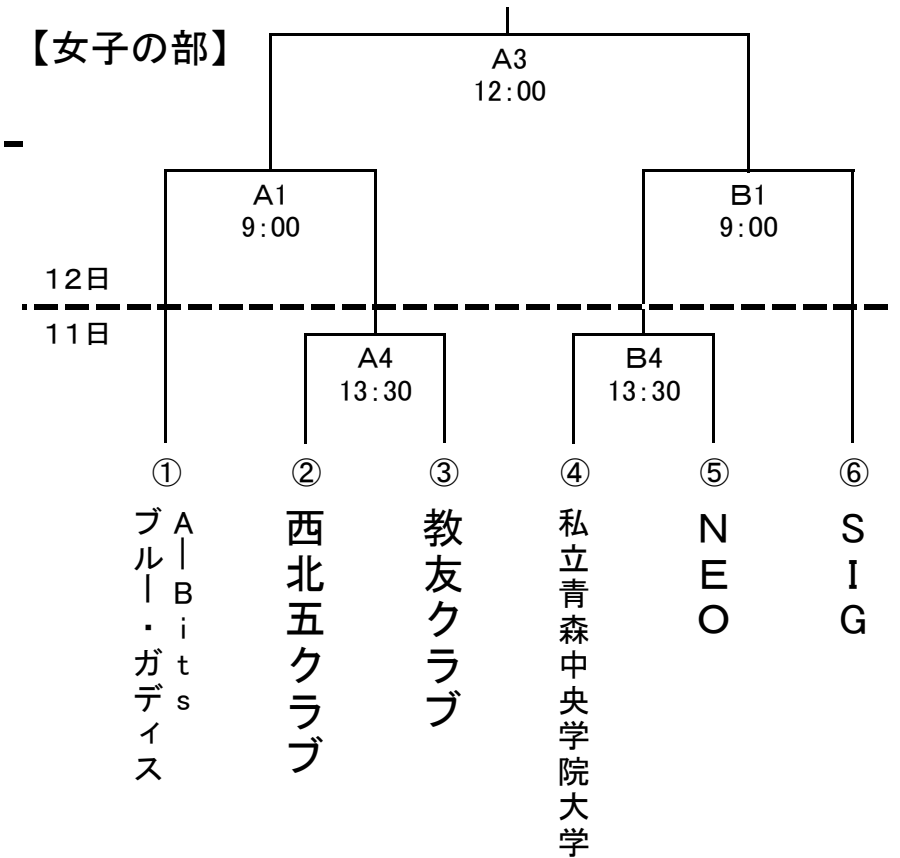 【女子の部】
A3
12:00
A1
9:00
B1
9:00
12日
11日
A4
13:30
B4
13:30
①
②
③
④
⑤
⑥
A―Bits
ブルー・ガディス
西北五クラブ
教友クラブ
私立青森中央学院大学
NEO
SIG